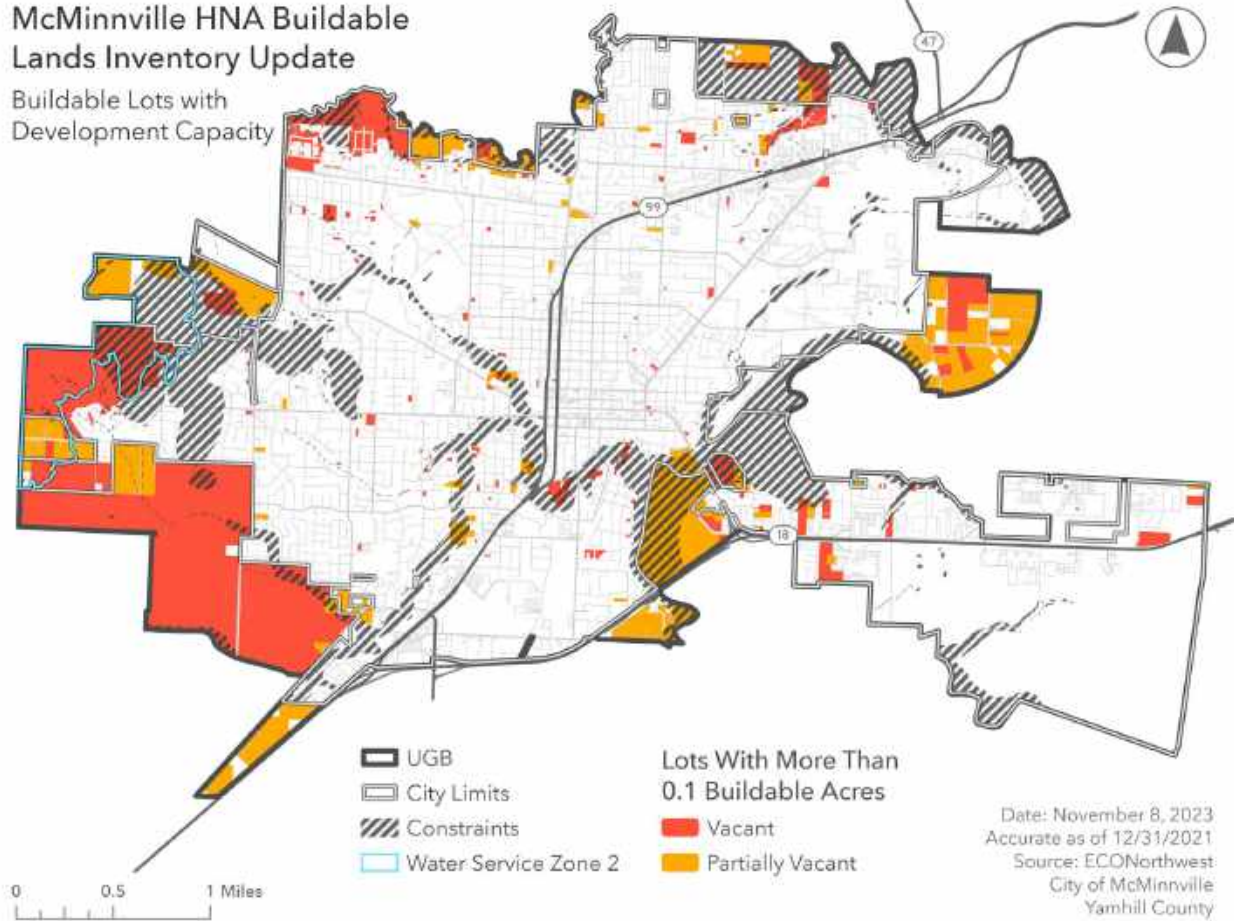 McMinnville HNA Buildable
Lands Inventory Update
Buildable Lots with
Development Capacity
47
99
18
UGB
City Limits
Constraints
Water Service Zone 2
Lots With More Than
0.1 Buildable Acres
Vacant
Partially Vacant
Date: November 8, 2023
Accurate as of 12/31/2021
Source: ECONorthwest
City of McMinnville
Yamhill County
0 0.5 1 Miles